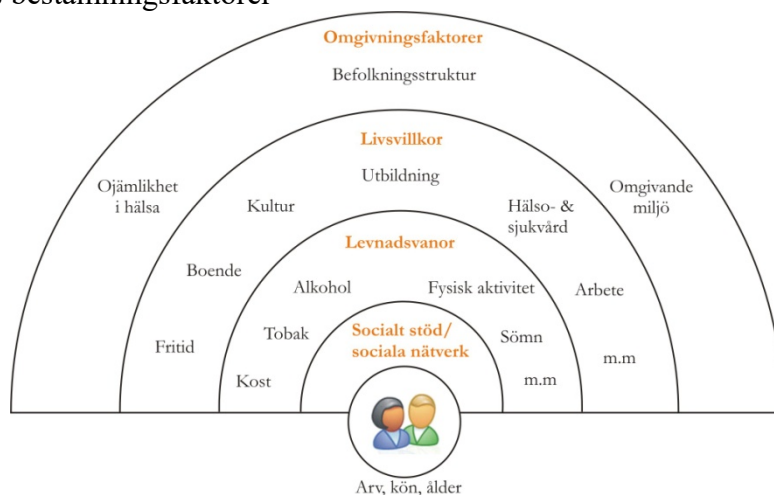 bestämningsfaktorer
Omgivningsfaktorer
Befolkningsstruktur
Livsvillkor
Utbildning
Ojämlikhet
i hälsa
Kultur
Hälso- &
sjukvård
Omgivande
miljö
Levnadsvanor
Boende
Alkohol
Fysisk aktivitet
Arbete
Fritid
Tobak
Socialt stöd/
sociala nätverk
Sömn
m.m
Kost
m.m
Arv, kön, ålder